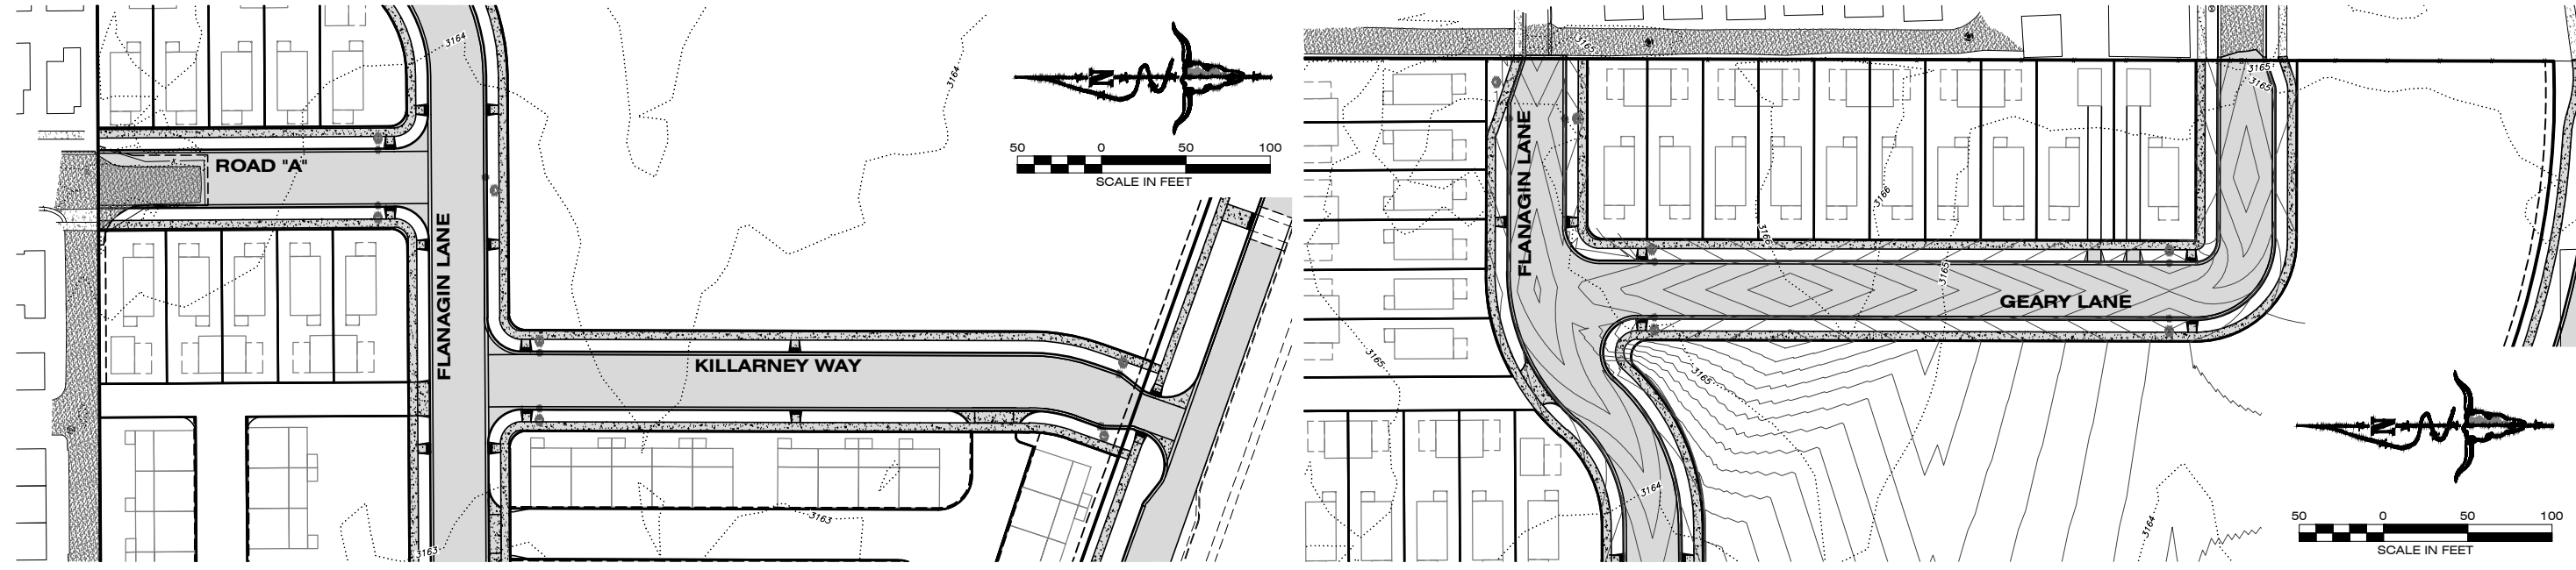 3164
3164
N
50 0 50 100
SCALE IN FEET
ROAD "A"
FLANAGIN LANE
KILLARNEY WAY
3163
3163
3165
3165
3165
FLANAGIN LANE
3166
3166
3165
GEARY LANE
3165
3165
3164
3164
N
50 0 50 100
SCALE IN FEET